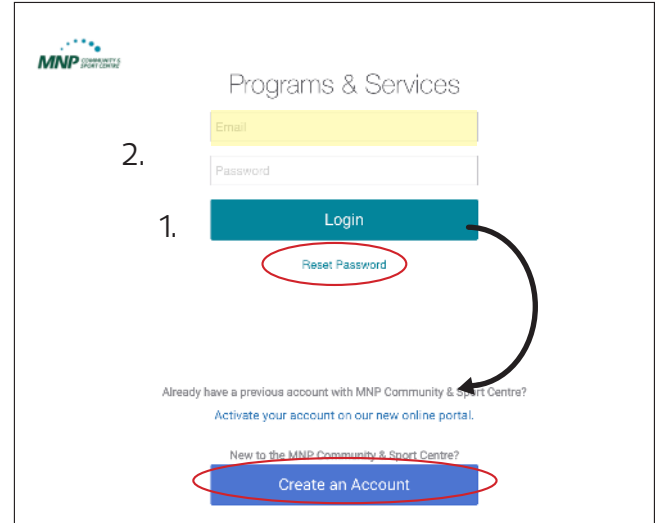 MNP COMMUNITY &
SPORT CENTRE
Programs & Services
Email
2.
Password
1.
Login
Reset Password
Already have a previous account with MNP Community & Sport Centre?
Activate your account on our new online portal.
New to the MNP Community & Sport Centre?
Create an Account